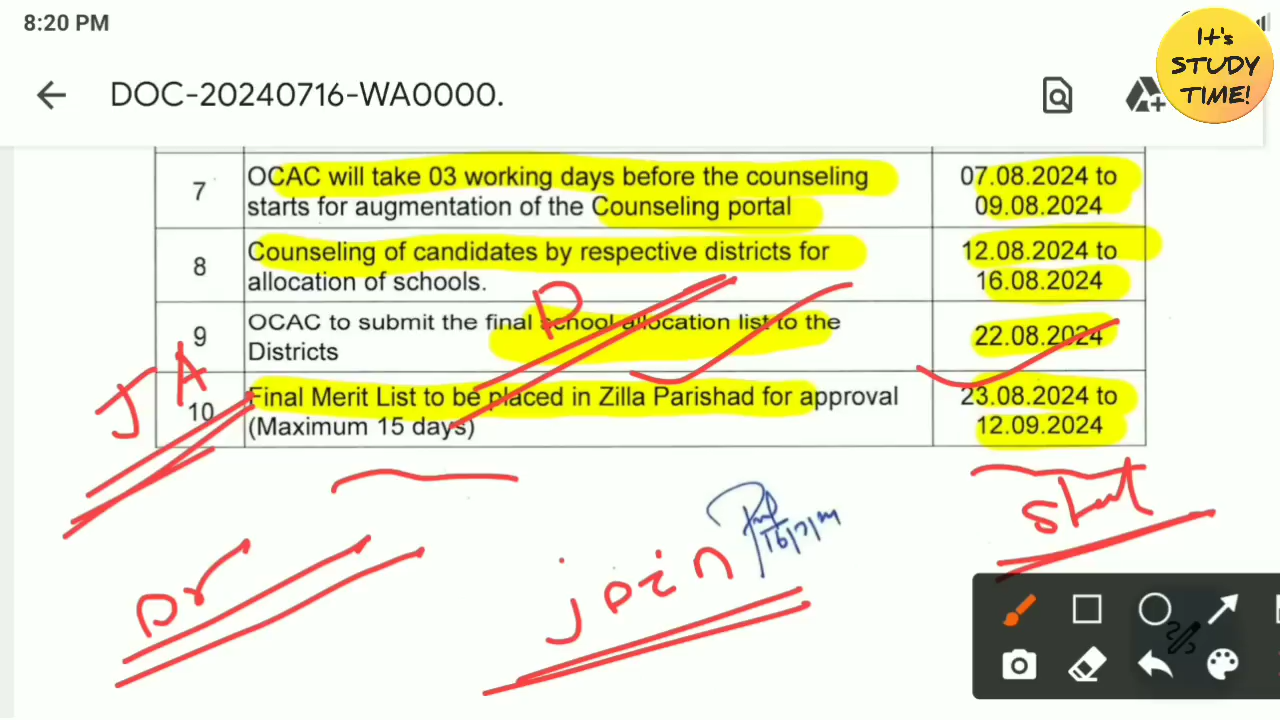 8:20 PM
It's
STUDY
TIME!
DOC-20240716-WA0000.
7
OCAC will take 03 working days before the counseling
starts for augmentation of the Counseling portal
07.08.2024 to
09.08.2024
8
Counseling of candidates by respective districts for
allocation of schools.
12.08.2024 to
16.08.2024
9
OCAC to submit the final school allocation list to the
Districts
22.08.2024
10
Final Merit List to be placed in Zilla Parishad for approval
(Maximum 15 days)
23.08.2024 to
12.09.2024
D
JA
join